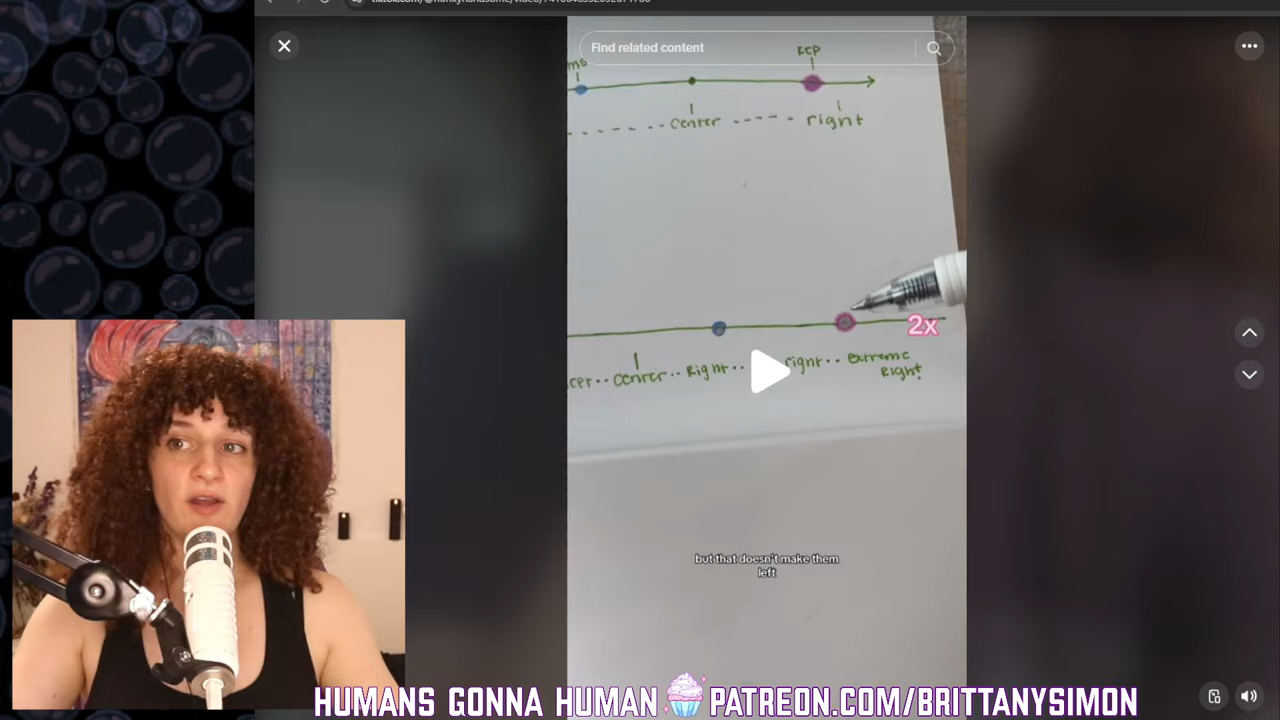 Find related content
center
right
2x
center.. Right..
right.. extreme
Right.
but that doesn't make them
left
HUMANS GONNA HUMAN PATREON.COM/BRITTANYSIMON